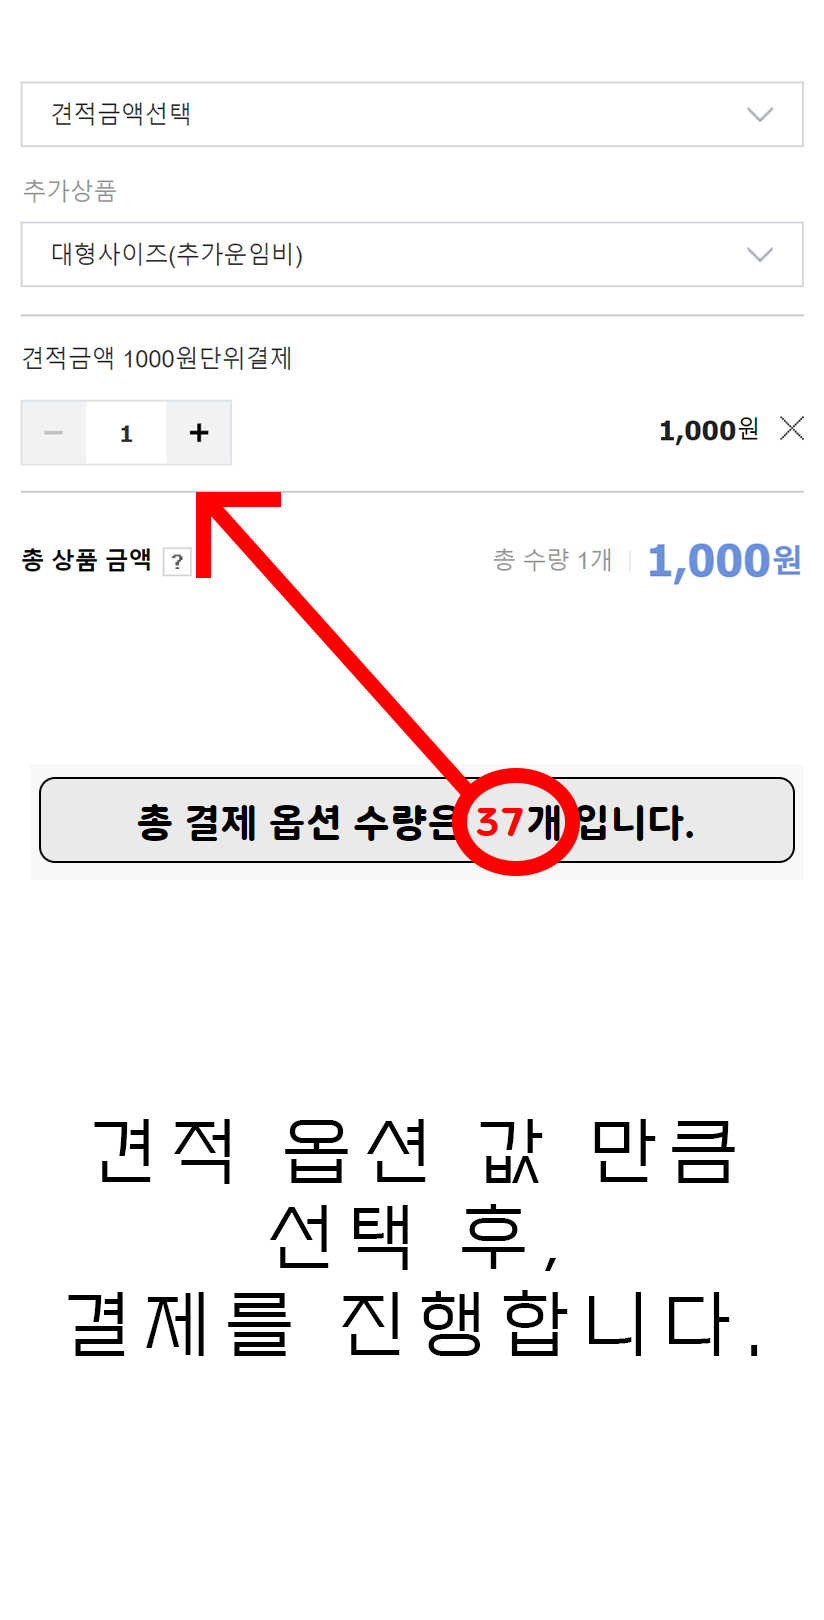 견적금액선택
추가상품
대형사이즈(추가운임비)
견적금액 1000원단위결제
1
1,000원
총 상품 금액 ? 총 수량 1개 1,000원
총 결제 옵션 수량은 37개 입니다.
견적 옵션 값 만큼
선택 후,
결제를 진행합니다.